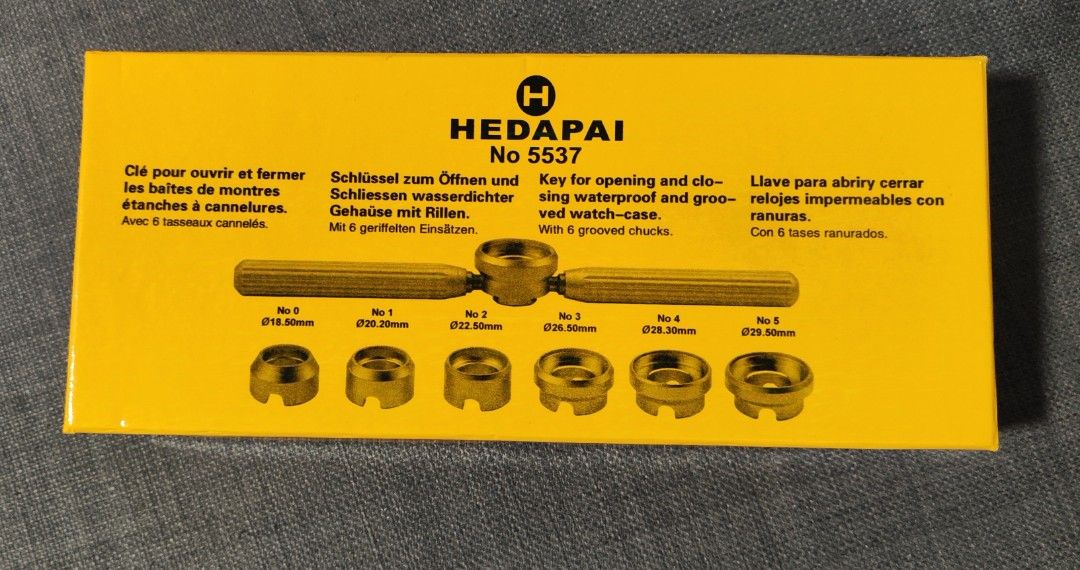 H
HEDAPAI
No 5537
Clé pour ouvrir et fermer
les baîtes de montres
étanches à cannelures.
Avec 6 tasseaux cannelés.
Schlüssel zum Öffnen und
Schliessen wasserdichter
Gehaüse mit Rillen.
Mit 6 geriffelten Einsätzen.
Key for opening and clo–
sing waterproof and groo–
ved watch–case.
With 6 grooved chucks.
Llave para abriry cerrar
relojes impermeables con
ranuras.
Con 6 tases ranurados.
No 0
Ø18.50mm
No 1
Ø20.20mm
No 2
Ø22.50mm
No 3
Ø26.50mm
No 4
Ø28.30mm
No 5
Ø29.50mm